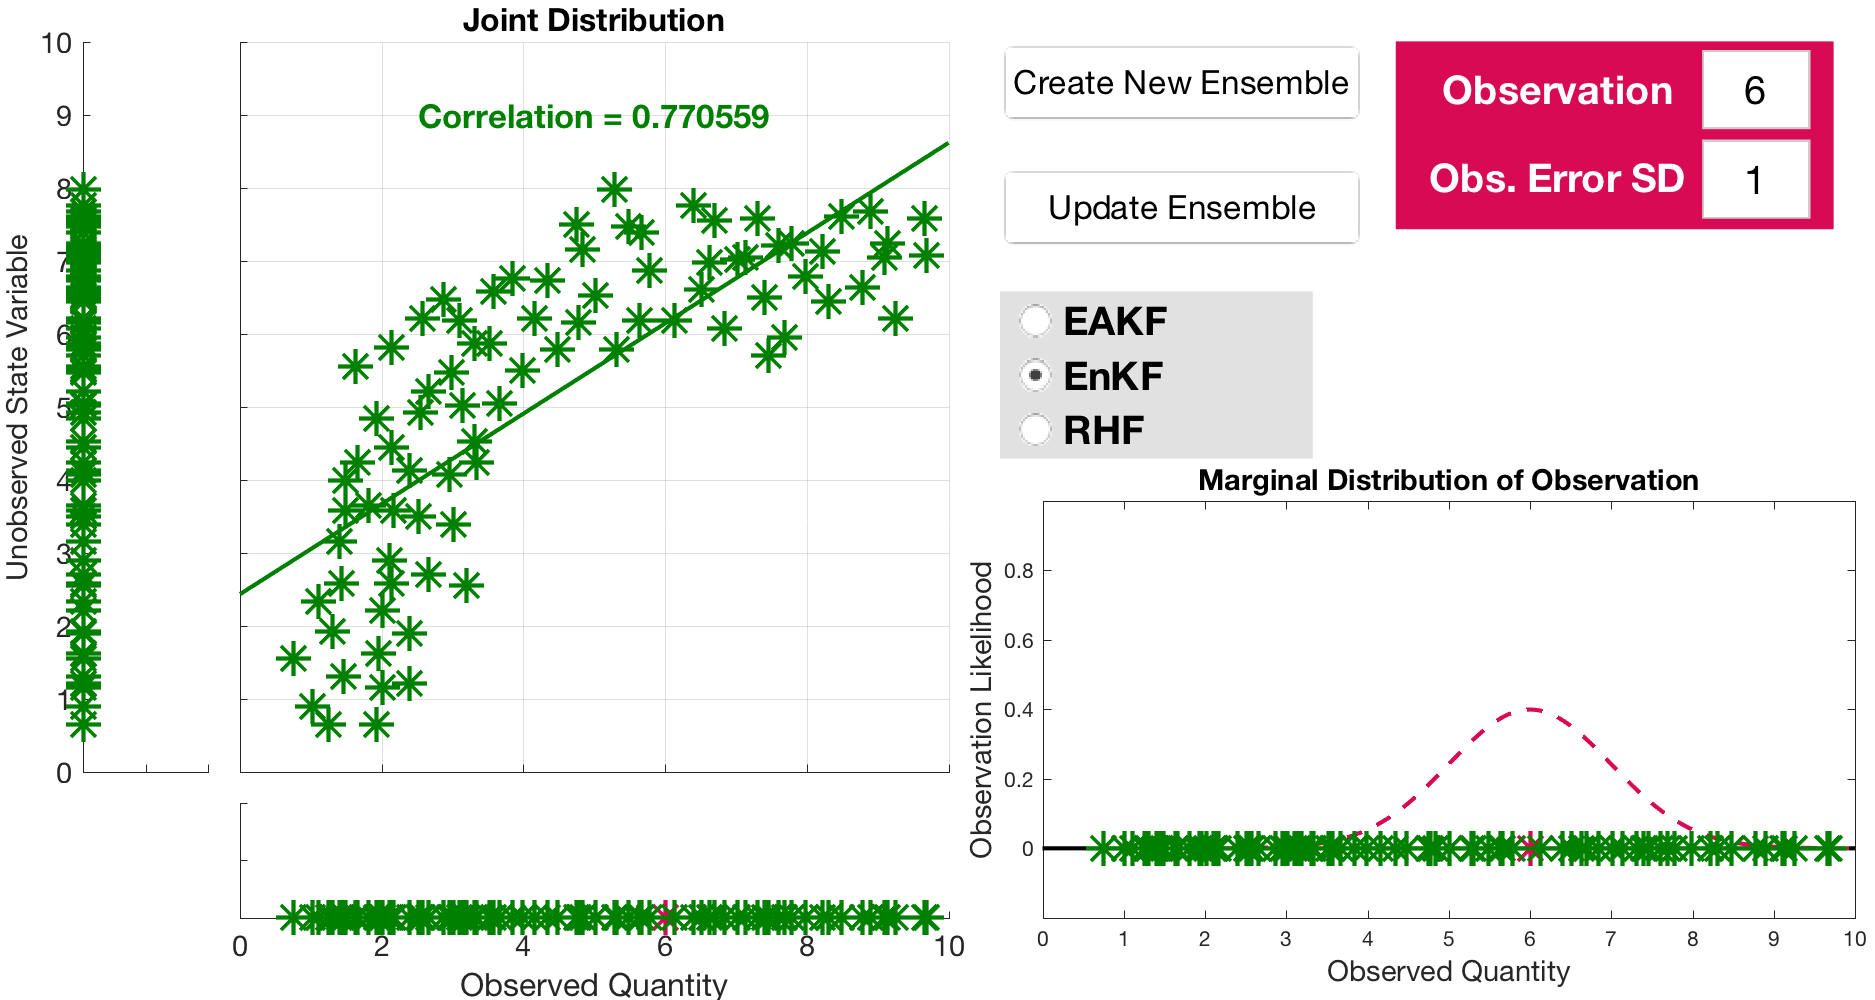 Joint Distribution
Correlation = 0.770559
Unobserved State Variable
10
9
8
7
6
5
4
3
2
1
0
0 2 4 6 8 10
Observed Quantity
Create New Ensemble
Update Ensemble
Observation 6
Obs. Error SD 1
EAKF
EnKF
RHF
Marginal Distribution of Observation
Observation Likelihood
0.8
0.6
0.4
0.2
0
0 1 2 3 4 5 6 7 8 9 10
Observed Quantity